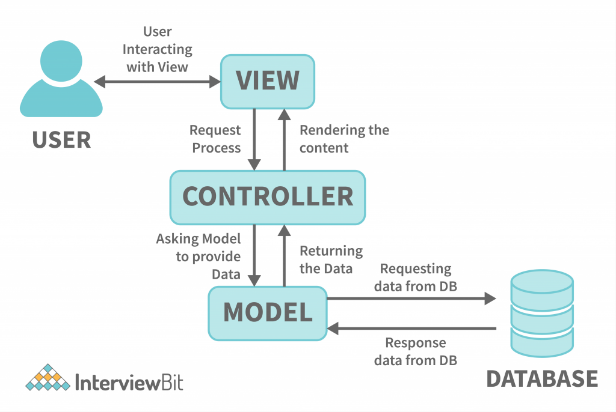 User
Interacting
with View
VIEW
USER
Request
Process
Rendering the
content
CONTROLLER
Asking Model
to provide
Data
Returning
the Data
Requesting
data from DB
MODEL
Response
data from DB
DATABASE
InterviewBit